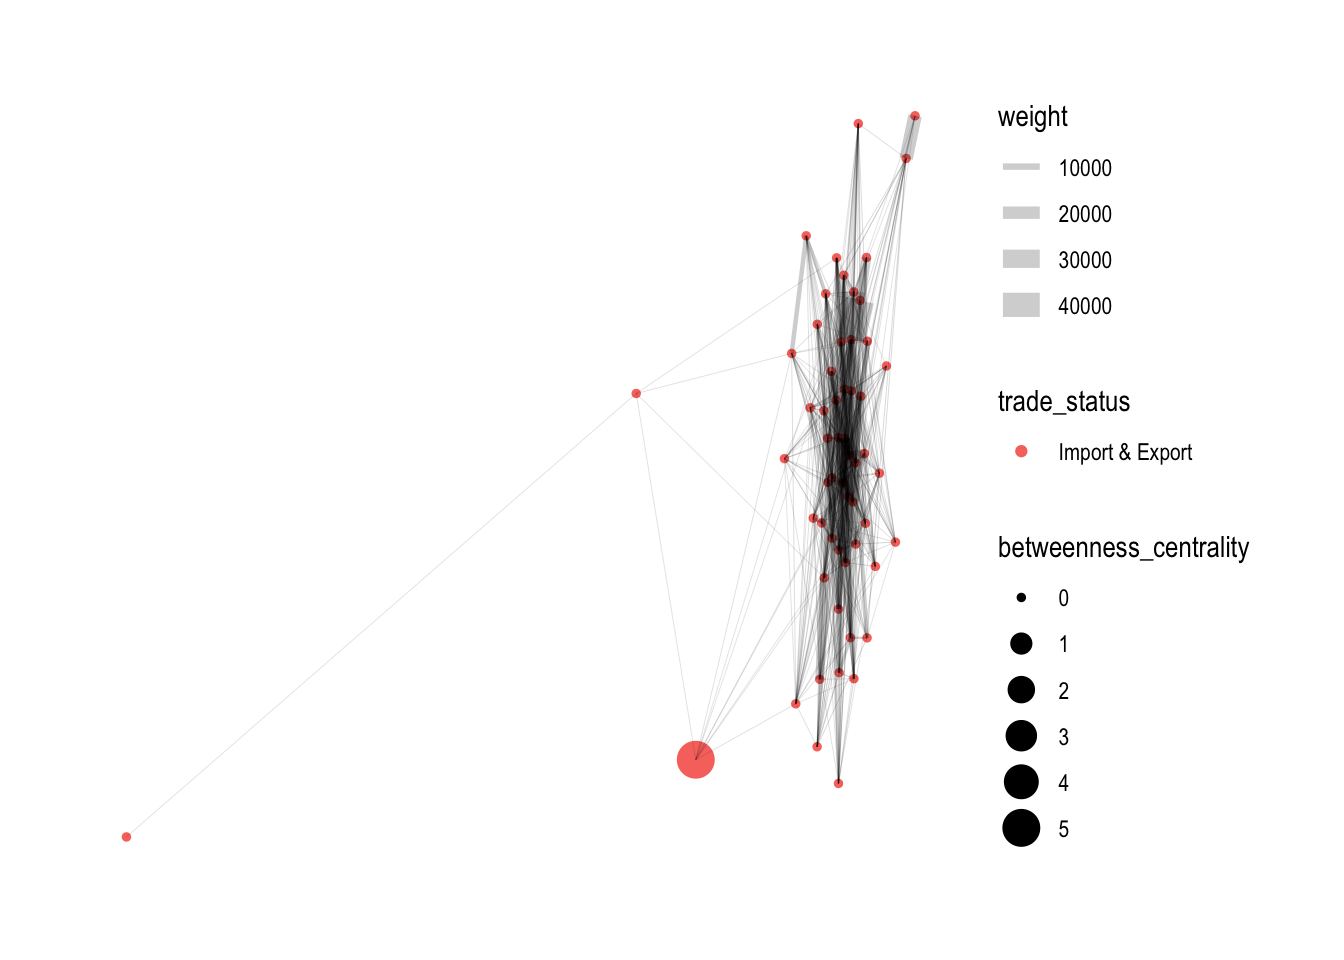 weight
10000
20000
30000
40000
trade_status
Import & Export
betweenness_centrality
0
1
2
3
4
5